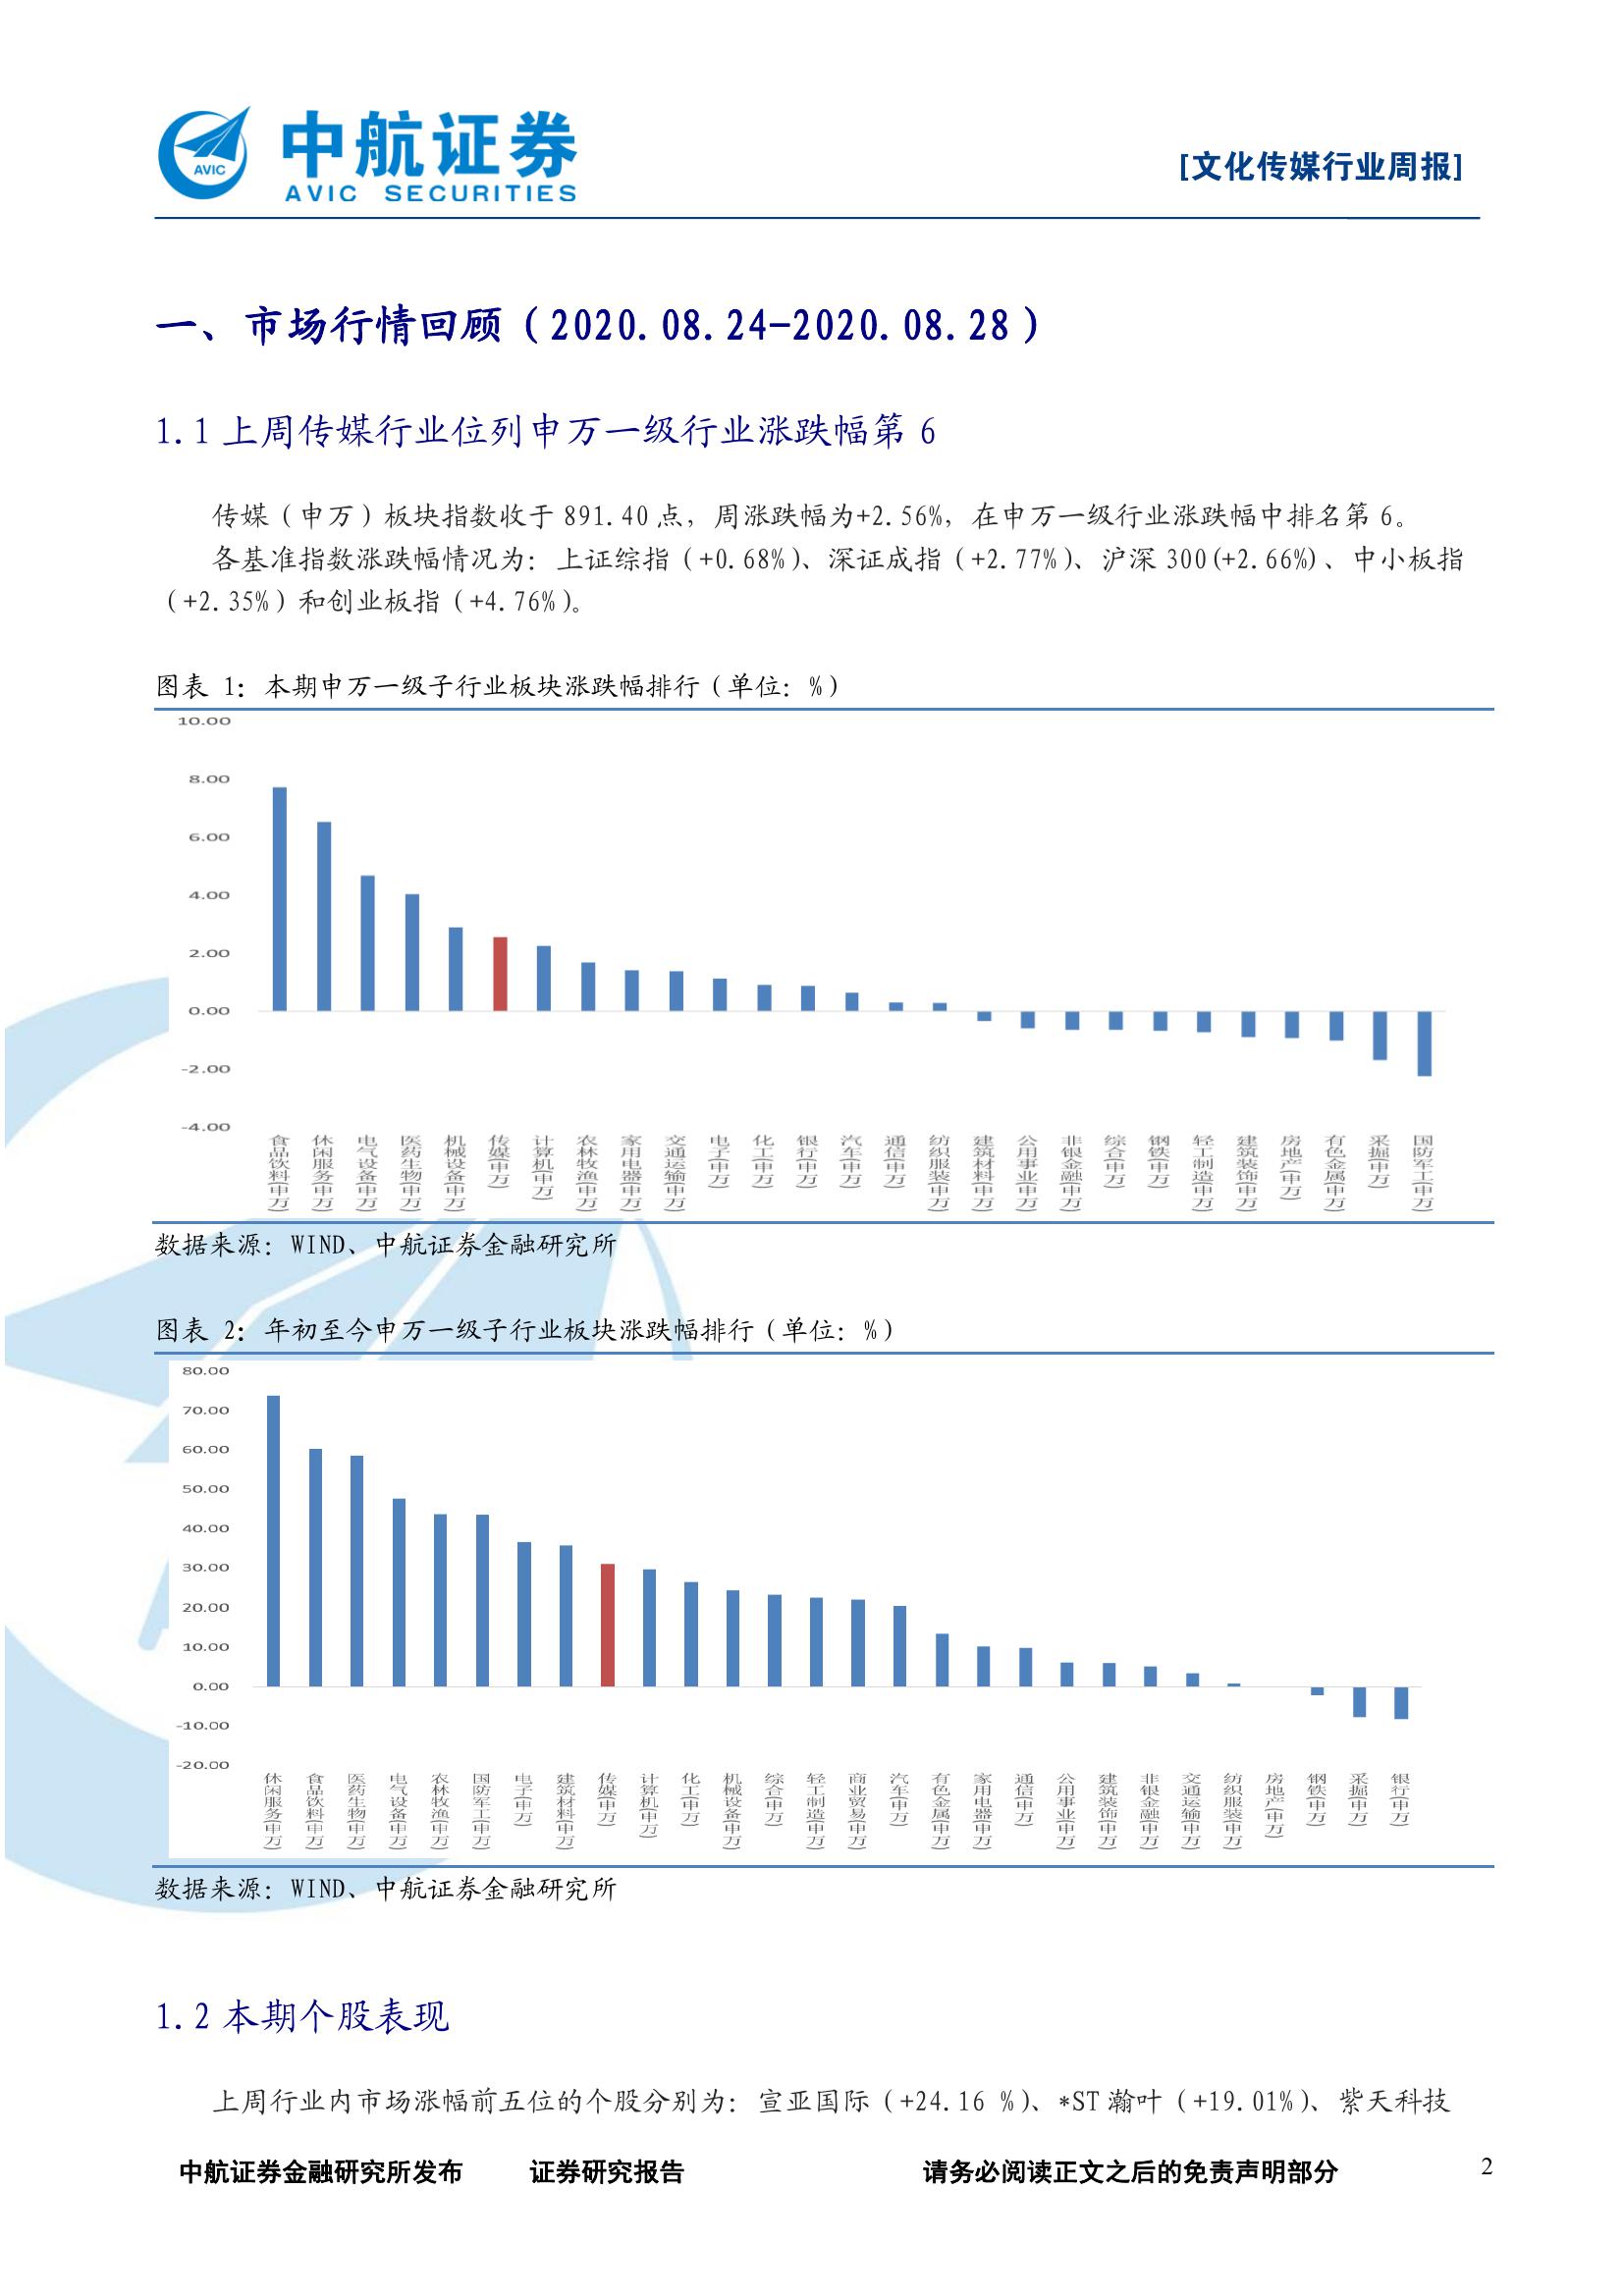 中航证券
AVIC SECURITIES
AVIC
[文化传媒行业周报]
一、市场行情回顾（2020.08.24-2020.08.28）
1.1 上周传媒行业位列申万一级行业涨跌幅第 6
传媒（申万）板块指数收于 891.40 点，周涨跌幅为+2.56%，在申万一级行业涨跌幅中排名第 6。
各基准指数涨跌幅情况为：上证综指（+0.68%）、深证成指（+2.77%）、沪深 300(+2.66%)、中小板指
（+2.35%）和创业板指（+4.76%）。
图表 1：本期申万一级子行业板块涨跌幅排行（单位：%）
10.00
8.00
6.00
4.00
2.00
0.00
-2.00
-4.00
食品饮料(申万)
休闲服务(申万)
电气设备(申万)
医药生物(申万)
机械设备(申万)
传媒(申万)
计算机(申万)
农林牧渔(申万)
家用电器(申万)
交通运输(申万)
电子(申万)
化工(申万)
银行(申万)
汽车(申万)
通信(申万)
纺织服装(申万)
建筑材料(申万)
公用事业(申万)
非银金融(申万)
综合(申万)
钢铁(申万)
轻工制造(申万)
建筑装饰(申万)
房地产(申万)
有色金属(申万)
采掘(申万)
国防军工(申万)
数据来源：WIND、中航证券金融研究所
图表 2：年初至今申万一级子行业板块涨跌幅排行（单位：%）
80.00
70.00
60.00
50.00
40.00
30.00
20.00
10.00
0.00
-10.00
-20.00
休闲服务(申万)
食品饮料(申万)
医药生物(申万)
电气设备(申万)
农林牧渔(申万)
国防军工(申万)
电子(申万)
建筑材料(申万)
传媒(申万)
计算机(申万)
化工(申万)
机械设备(申万)
综合(申万)
轻工制造(申万)
商业贸易(申万)
汽车(申万)
有色金属(申万)
家用电器(申万)
通信(申万)
公用事业(申万)
建筑装饰(申万)
非银金融(申万)
交通运输(申万)
纺织服装(申万)
房地产(申万)
钢铁(申万)
采掘(申万)
银行(申万)
数据来源：WIND、中航证券金融研究所
1.2 本期个股表现
上周行业内市场涨幅前五位的个股分别为：宣亚国际（+24.16 %）、*ST 瀚叶（+19.01%）、紫天科技
中航证券金融研究所发布 证券研究报告 请务必阅读正文之后的免责声明部分 2